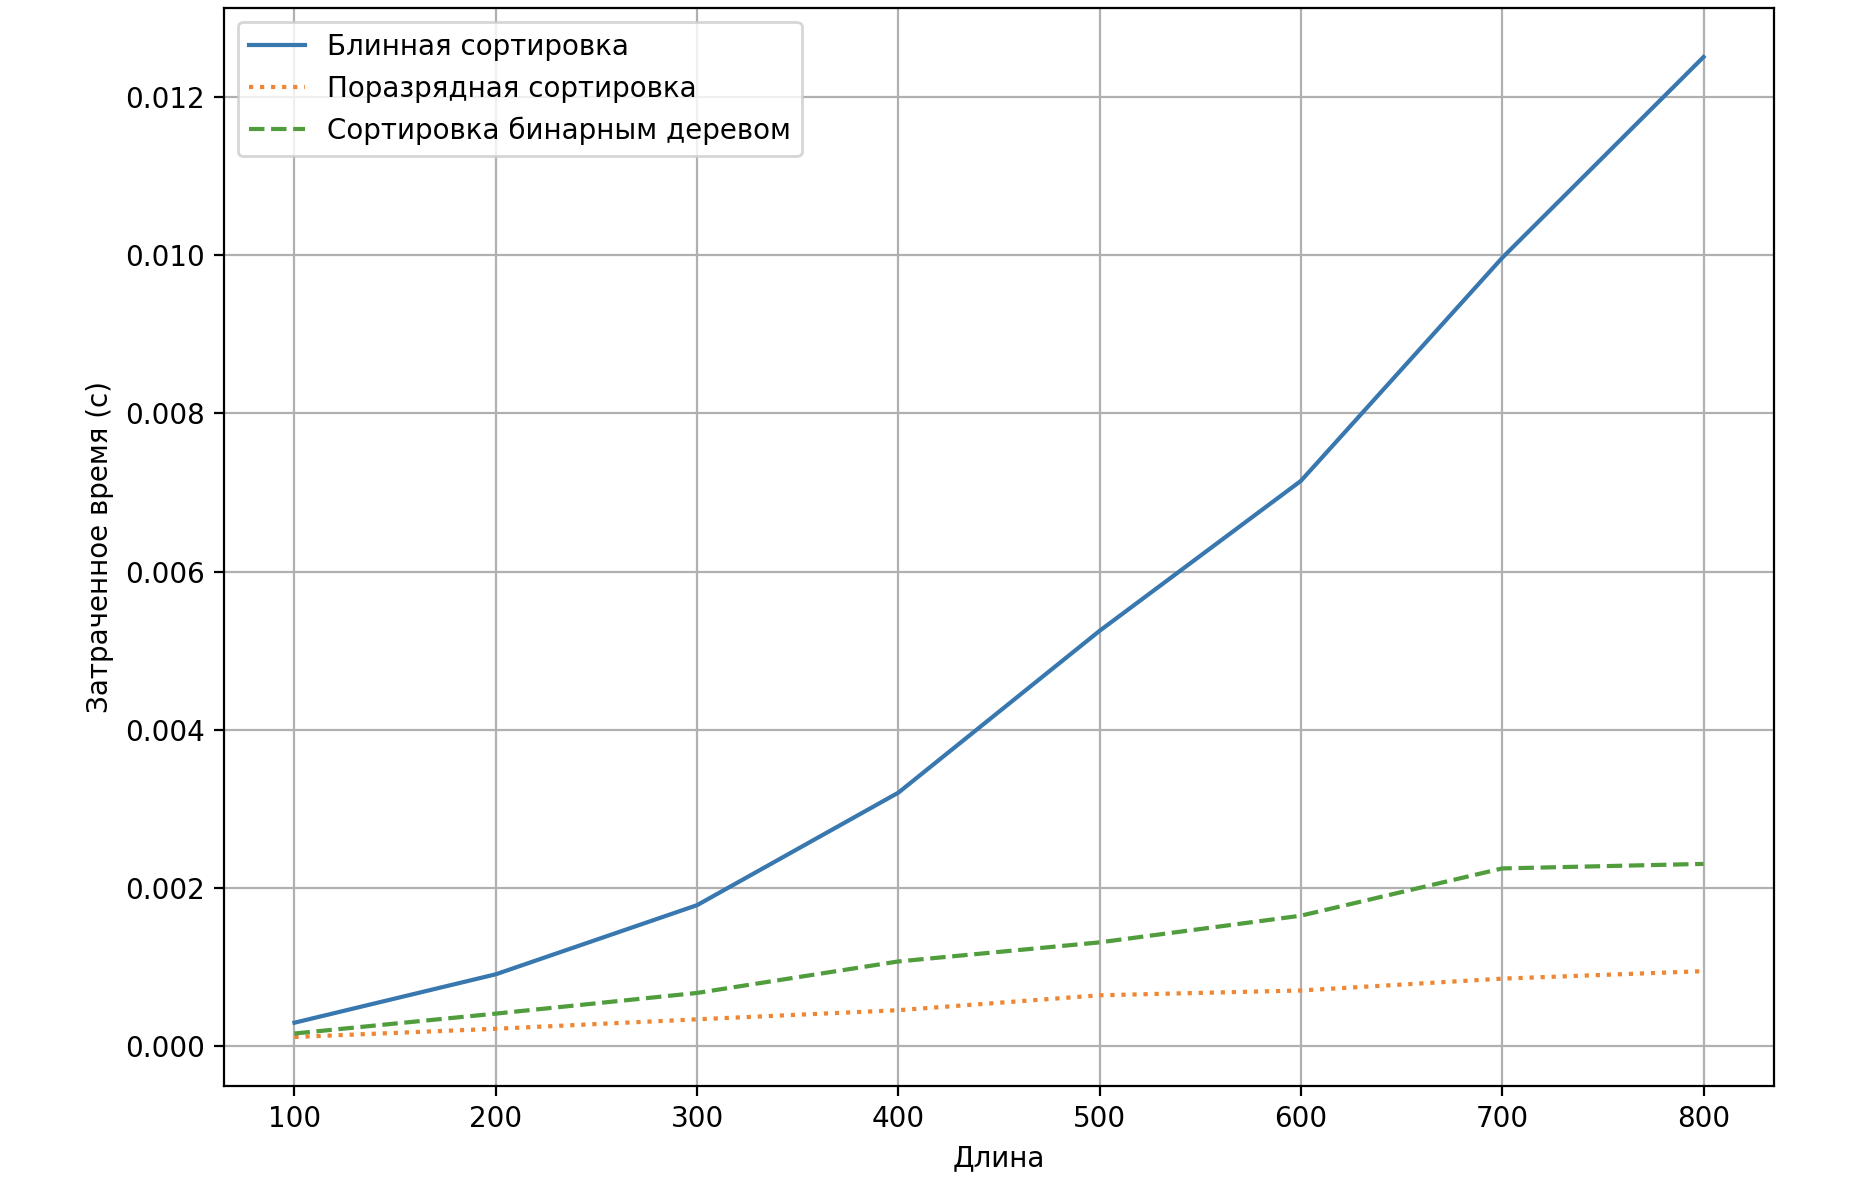 Блинная сортировка
Поразрядная сортировка
Сортировка бинарным деревом
0.012
0.010
0.008
0.006
0.004
0.002
0.000
Затраченное время (с)
100 200 300 400 500 600 700 800
Длина